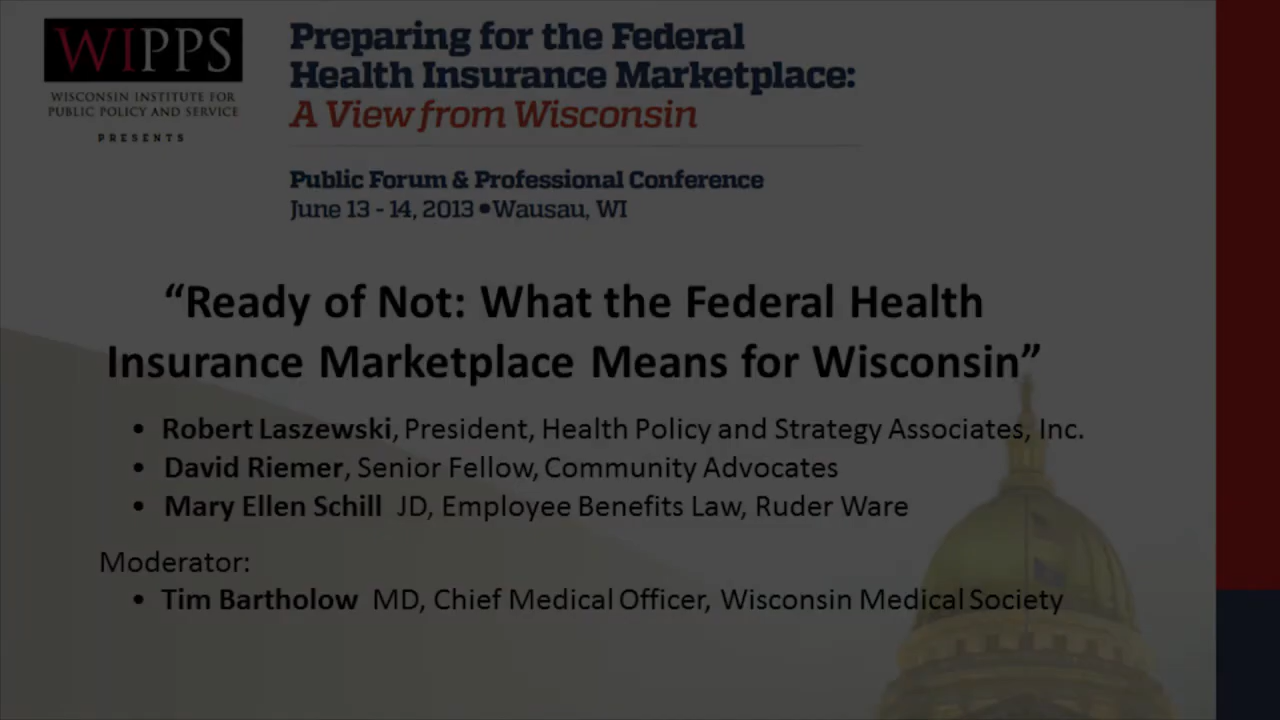 WIPPS
WISCONSIN INSTITUTE FOR
PUBLIC POLICY AND SERVICE
PRESENTS
Preparing for the Federal
Health Insurance Marketplace:
A View from Wisconsin
Public Forum & Professional Conference
June 13 - 14, 2013 • Wausau, WI
“Ready of Not: What the Federal Health
Insurance Marketplace Means for Wisconsin”
• Robert Laszewski, President, Health Policy and Strategy Associates, Inc.
• David Riemer, Senior Fellow, Community Advocates
• Mary Ellen Schill JD, Employee Benefits Law, Ruder Ware
Moderator:
• Tim Bartholow MD, Chief Medical Officer, Wisconsin Medical Society